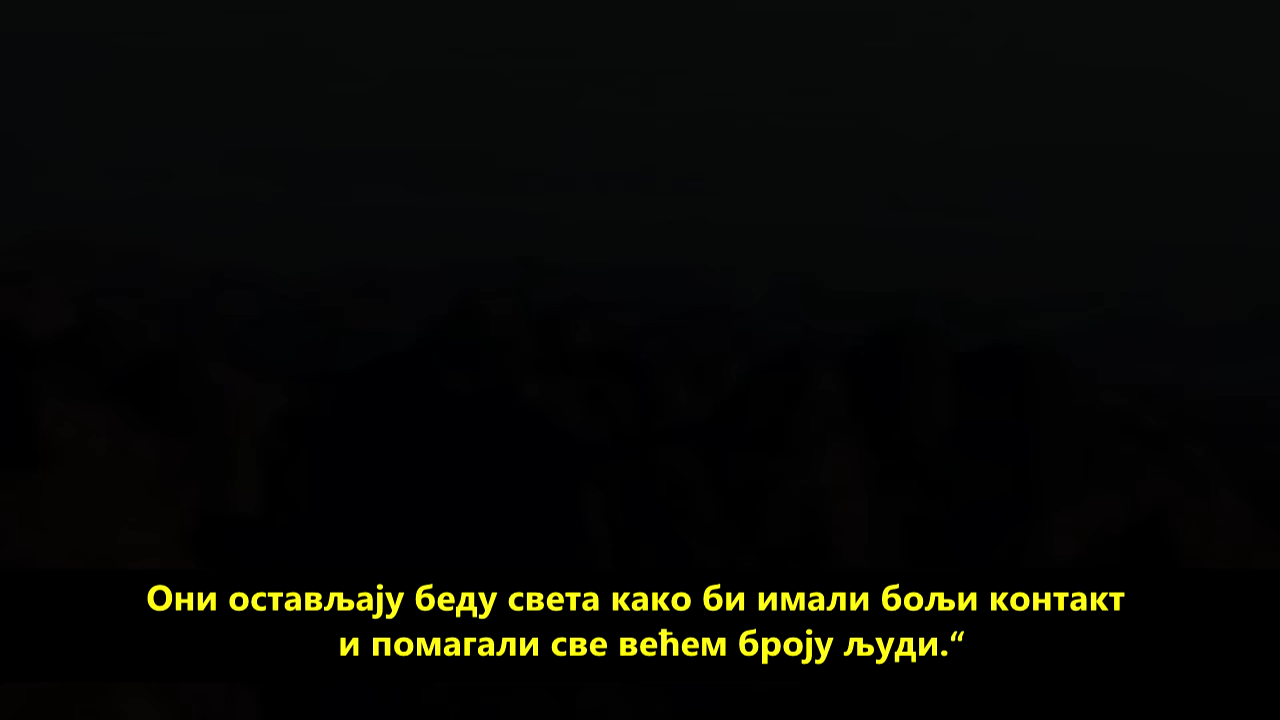 Они остављају беду света како би имали бољи контакт
и помагали све већем броју људи.“